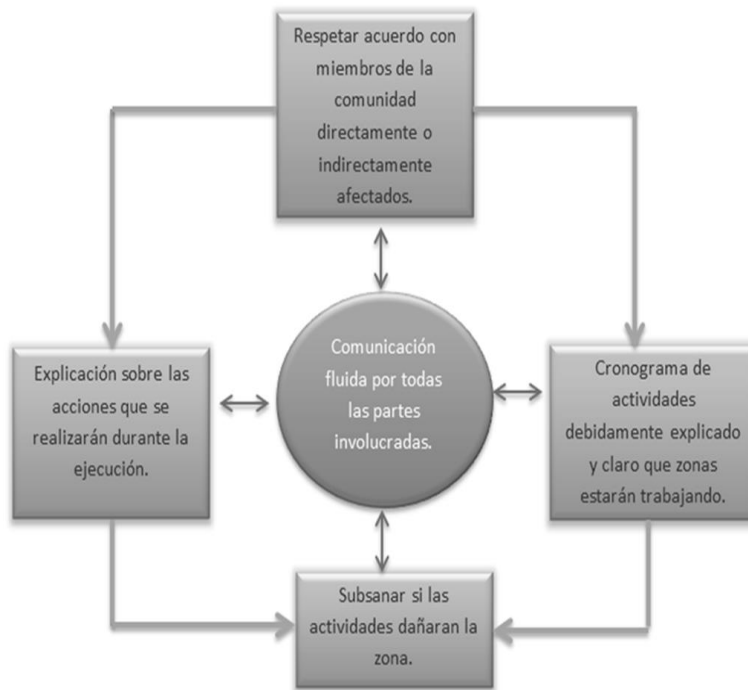 Respetar acuerdo con
miembros de la
comunidad
directamente o
indirectamente
afectados.
Explicación sobre las
acciones que se
realizarán durante la
ejecución.
Comunicación
fluida por todas
las partes
involucradas.
Cronograma de
actividades
debidamente explicado
y claro que zonas
estarán trabajando.
Subsanar si las
actividades dañaran la
zona.